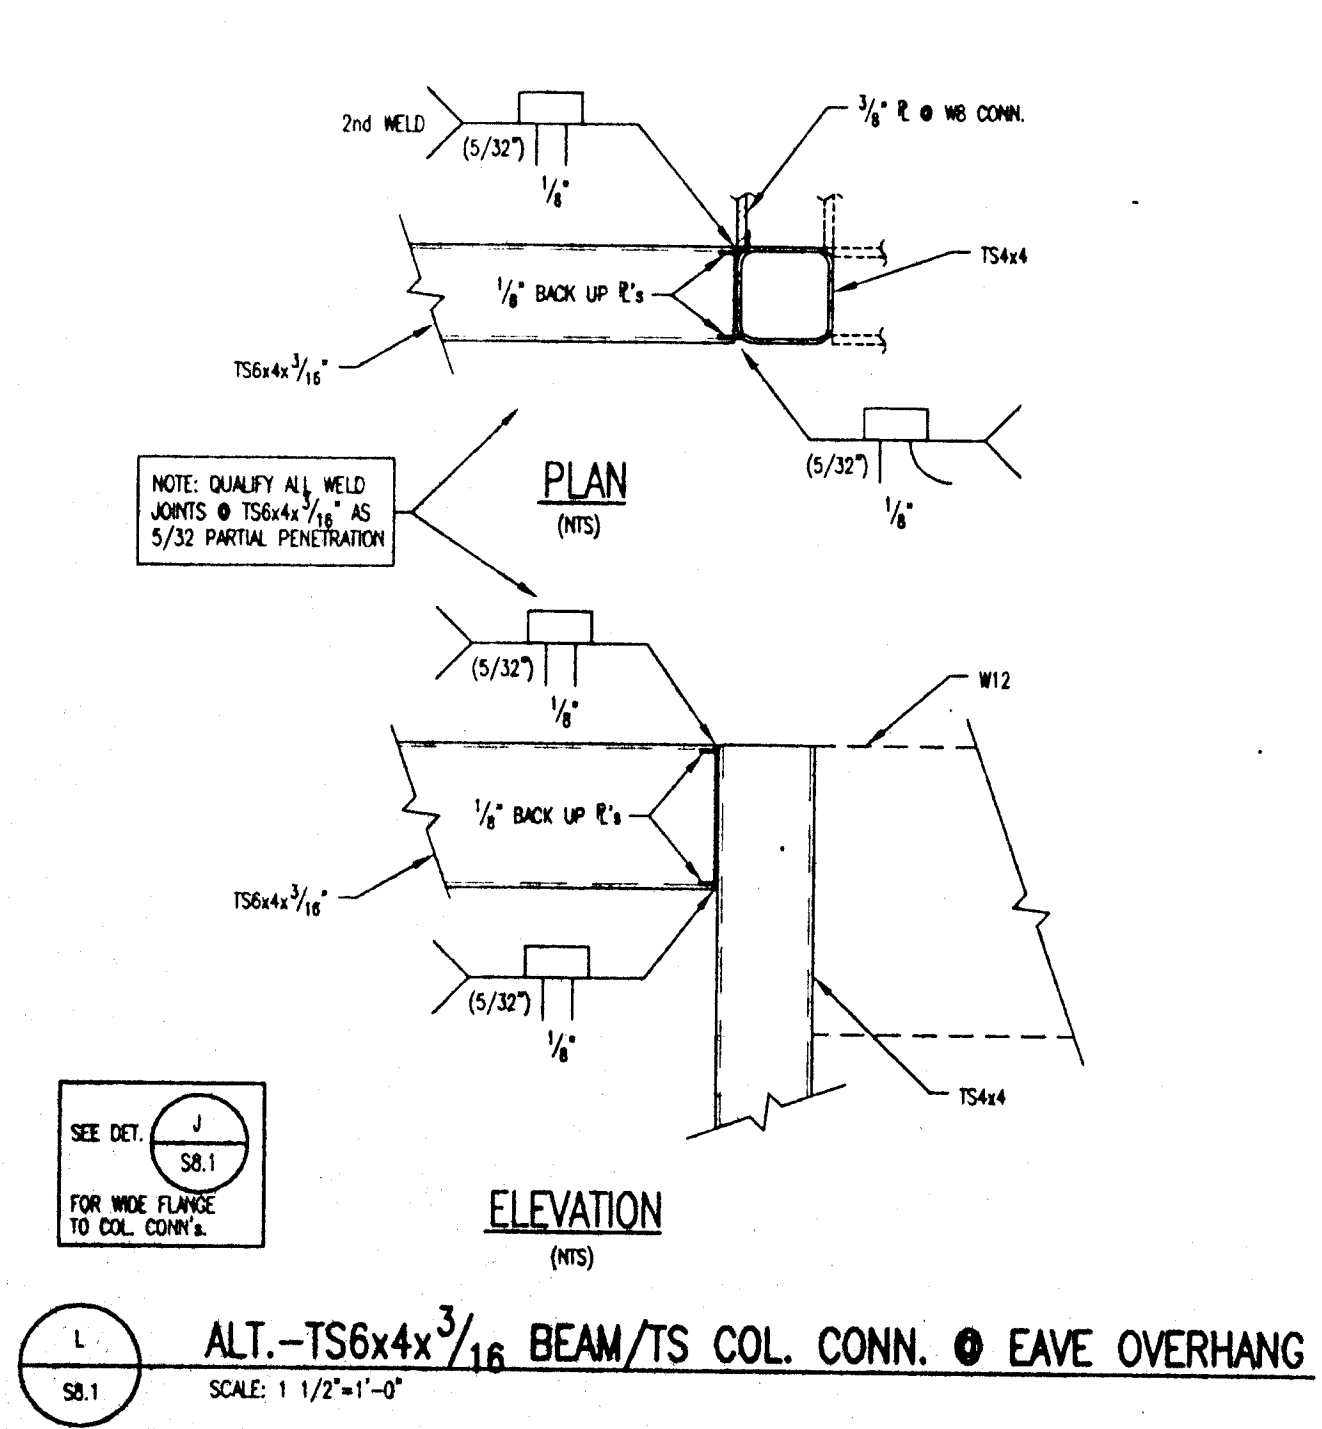 2nd WELD
(5/32")
1/8"
3/8" ℄ @ W8 CONN.
TS4x4
1/8" BACK UP ℄'s
TS6x4x3/16"
(5/32")
1/8"
NOTE: QUALIFY ALL WELD
JOINTS @ TS6x4x3/16" AS
5/32 PARTIAL PENETRATION
PLAN
(NTS)
(5/32")
1/8"
W12
1/8" BACK UP ℄'s
TS6x4x3/16"
(5/32")
1/8"
TS4x4
SEE DET.
J
S8.1
FOR WIDE FLANGE
TO COL. CONN's.
ELEVATION
(NTS)
L
S8.1
ALT.-TS6x4x3/16 BEAM/TS COL. CONN. @ EAVE OVERHANG
SCALE: 1 1/2"=1'-0"